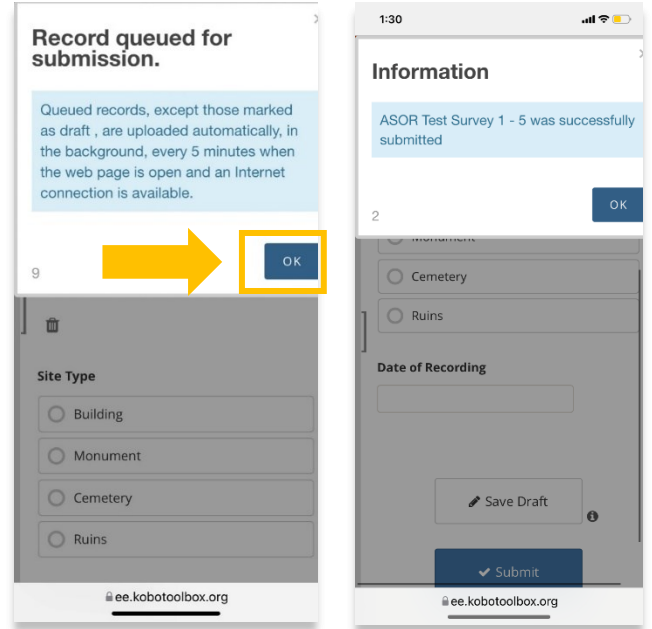 Record queued for
submission.
Queued records, except those marked
as draft , are uploaded automatically, in
the background, every 5 minutes when
the web page is open and an Internet
connection is available.
9
OK
Site Type
Building
Monument
Cemetery
Ruins
ee.kobotoolbox.org
1:30
Information
ASOR Test Survey 1 - 5 was successfully
submitted
2
OK
Monument
Cemetery
Ruins
Date of Recording
Save Draft
Submit
ee.kobotoolbox.org